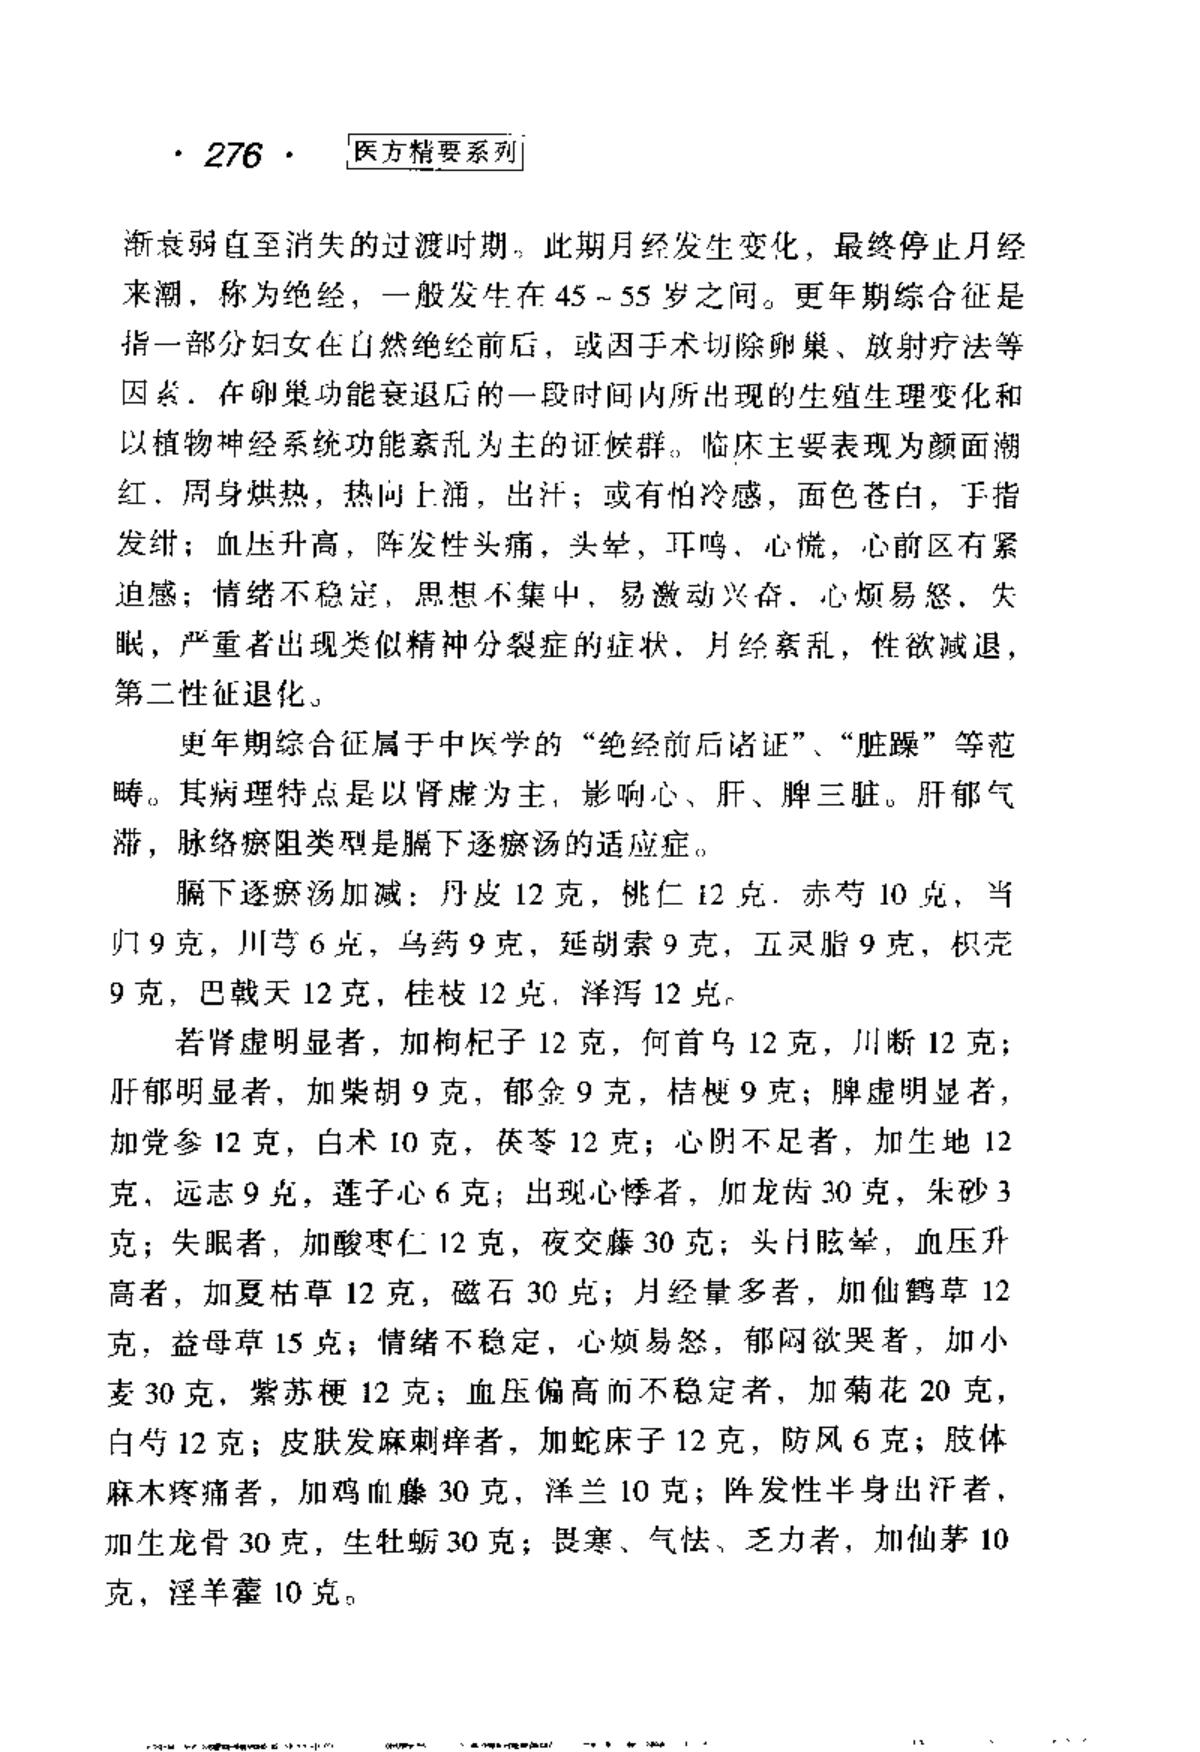 · 276 · 医方精要系列
渐衰弱直至消失的过渡时期。此期月经发生变化，最终停止月经
来潮，称为绝经，一般发生在 45～55 岁之间。更年期综合征是
指一部分妇女在自然绝经前后，或因手术切除卵巢、放射疗法等
因素，在卵巢功能衰退后的一段时间内所出现的生殖生理变化和
以植物神经系统功能紊乱为主的证候群。临床主要表现为颜面潮
红，周身烘热，热向上涌，出汗；或有怕冷感，面色苍白，手指
发绀；血压升高，阵发性头痛，头晕，耳鸣，心慌，心前区有紧
迫感；情绪不稳定，思想不集中，易激动兴奋，心烦易怒，失
眠，严重者出现类似精神分裂症的症状，月经紊乱，性欲减退，
第二性征退化。
更年期综合征属于中医学的“绝经前后诸证”、“脏躁”等范
畴。其病理特点是以肾虚为主，影响心、肝、脾三脏。肝郁气
滞，脉络瘀阻类型是膈下逐瘀汤的适应症。
膈下逐瘀汤加减：丹皮 12 克，桃仁 12 克，赤芍 10 克，当
归 9 克，川芎 6 克，乌药 9 克，延胡索 9 克，五灵脂 9 克，枳壳
9 克，巴戟天 12 克，桂枝 12 克，泽泻 12 克。
若肾虚明显者，加枸杞子 12 克，何首乌 12 克，川断 12 克；
肝郁明显者，加柴胡 9 克，郁金 9 克，桔梗 9 克；脾虚明显者，
加党参 12 克，白术 10 克，茯苓 12 克；心阴不足者，加生地 12
克，远志 9 克，莲子心 6 克；出现心悸者，加龙齿 30 克，朱砂 3
克；失眠者，加酸枣仁 12 克，夜交藤 30 克；头目眩晕，血压升
高者，加夏枯草 12 克，磁石 30 克；月经量多者，加仙鹤草 12
克，益母草 15 克；情绪不稳定，心烦易怒，郁闷欲哭者，加小
麦 30 克，紫苏梗 12 克；血压偏高而不稳定者，加菊花 20 克，
白芍 12 克；皮肤发麻刺痒者，加蛇床子 12 克，防风 6 克；肢体
麻木疼痛者，加鸡血藤 30 克，泽兰 10 克；阵发性半身出汗者，
加生龙骨 30 克，生牡蛎 30 克；畏寒、气怯、乏力者，加仙茅 10
克，淫羊藿 10 克。